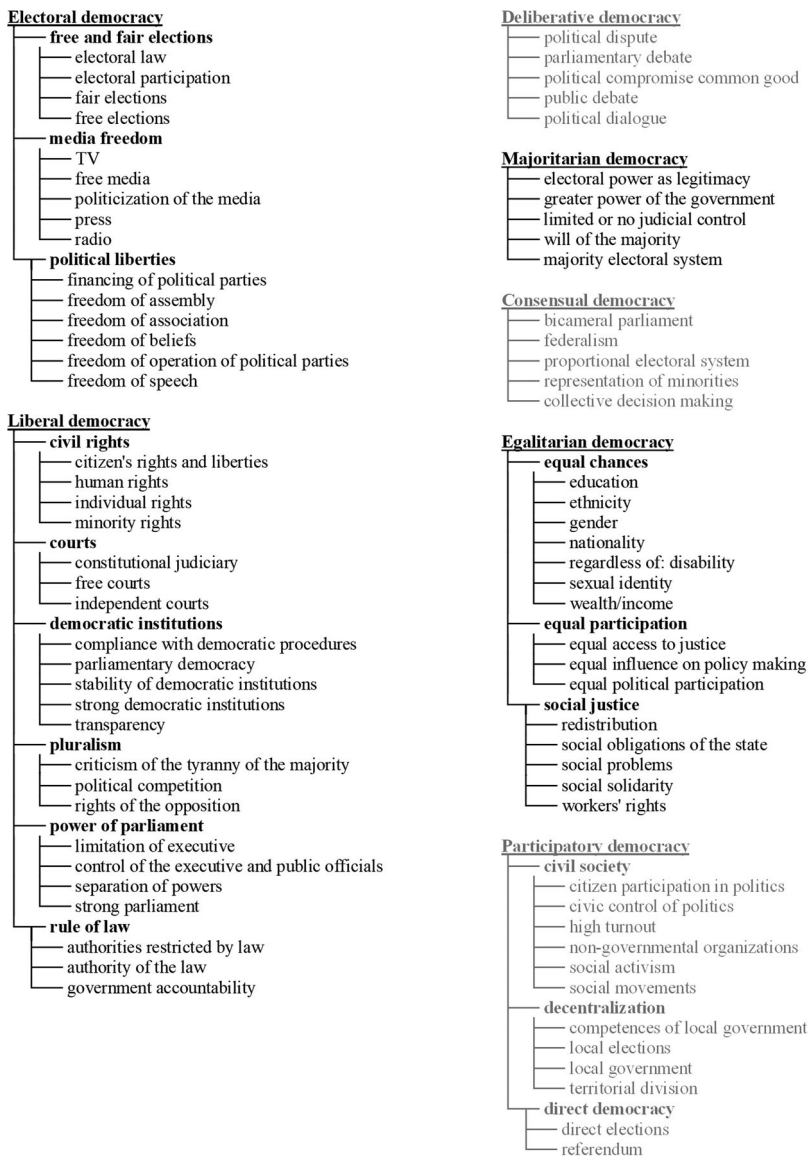 Electoral democracy
free and fair elections
electoral law
electoral participation
fair elections
free elections
media freedom
TV
free media
politicization of the media
press
radio
political liberties
financing of political parties
freedom of assembly
freedom of association
freedom of beliefs
freedom of operation of political parties
freedom of speech
Liberal democracy
civil rights
citizen's rights and liberties
human rights
individual rights
minority rights
courts
constitutional judiciary
free courts
independent courts
democratic institutions
compliance with democratic procedures
parliamentary democracy
stability of democratic institutions
strong democratic institutions
transparency
pluralism
criticism of the tyranny of the majority
political competition
rights of the opposition
power of parliament
limitation of executive
control of the executive and public officials
separation of powers
strong parliament
rule of law
authorities restricted by law
authority of the law
government accountability
Deliberative democracy
political dispute
parliamentary debate
political compromise common good
public debate
political dialogue
Majoritarian democracy
electoral power as legitimacy
greater power of the government
limited or no judicial control
will of the majority
majority electoral system
Consensual democracy
bicameral parliament
federalism
proportional electoral system
representation of minorities
collective decision making
Egalitarian democracy
equal chances
education
ethnicity
gender
nationality
regardless of: disability
sexual identity
wealth/income
equal participation
equal access to justice
equal influence on policy making
equal political participation
social justice
redistribution
social obligations of the state
social problems
social solidarity
workers' rights
Participatory democracy
civil society
citizen participation in politics
civic control of politics
high turnout
non-governmental organizations
social activism
social movements
decentralization
competences of local government
local elections
local government
territorial division
direct democracy
direct elections
referendum